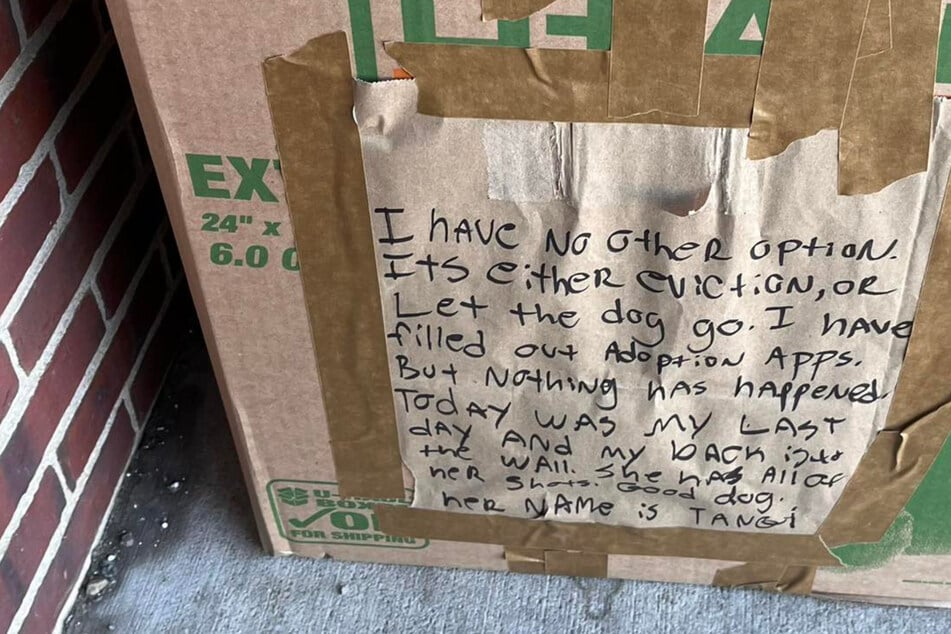 EX
24" x
6.0
I HAVE NO OtHER OPtION.
Its EitHER EVICtION, OR
Let tHE dog go. I HAVE
filled out AdoptION APPS.
But NOtHING HAS HAPPENEd.
TODAY WAS MY LAST
dAY AND MY bACK is to
tHE WALL. SHE HAS All of
HER SHots. Good dog.
HER NAME is TANGi
U-
BOX
FOR SHIPPING